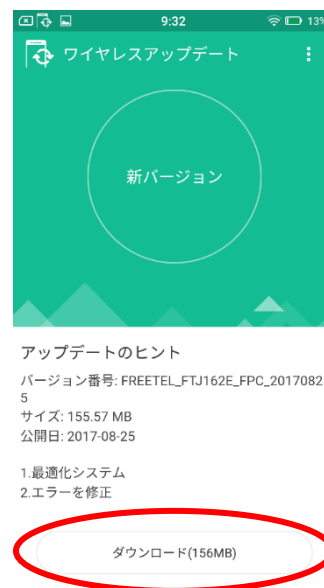 9:32
13%
ワイヤレスアップデート
新バージョン
アップデートのヒント
バージョン番号: FREETEL_FTJ162E_FPC_2017082
5
サイズ: 155.57 MB
公開日: 2017-08-25
1.最適化システム
2.エラーを修正
ダウンロード(156MB)